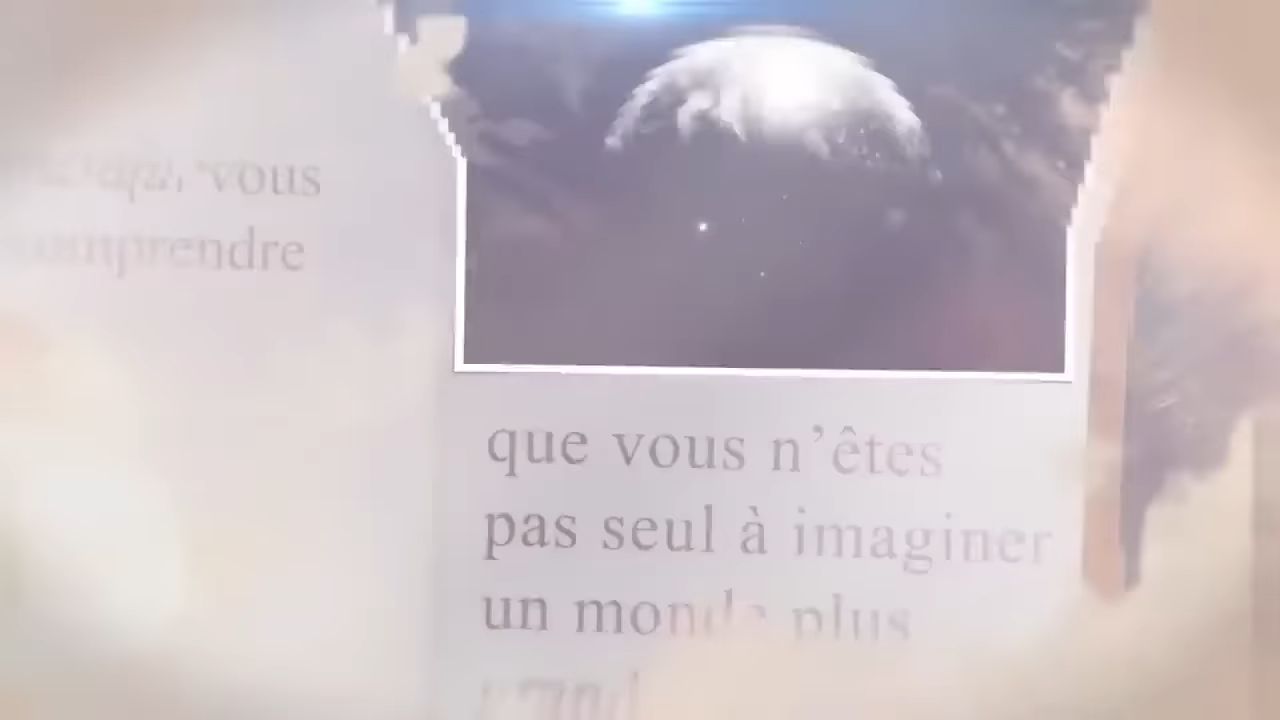 vous
comprendre
que vous n’êtes
pas seul à imaginer
un monde plus